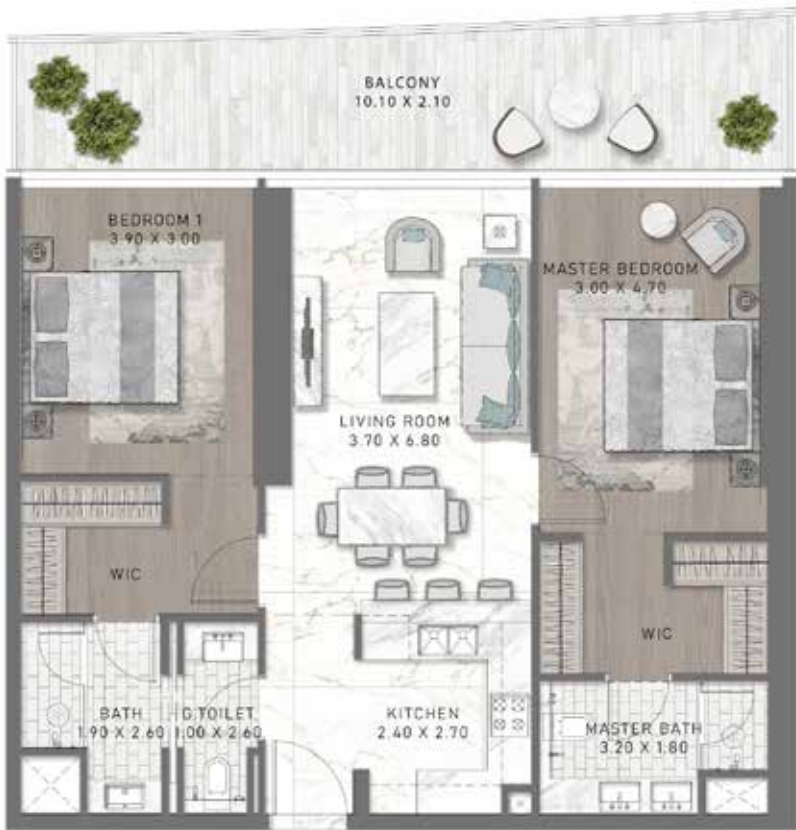 BALCONY
10.10 X 2.10
BEDROOM 1
3.90 X 3.00
MASTER BEDROOM
3.00 X 4.70
LIVING ROOM
3.70 X 6.80
WIC
WIC
BATH
1.90 X 2.60
G.TOILET
1.00 X 2.60
KITCHEN
2.40 X 2.70
MASTER BATH
3.20 X 1.80